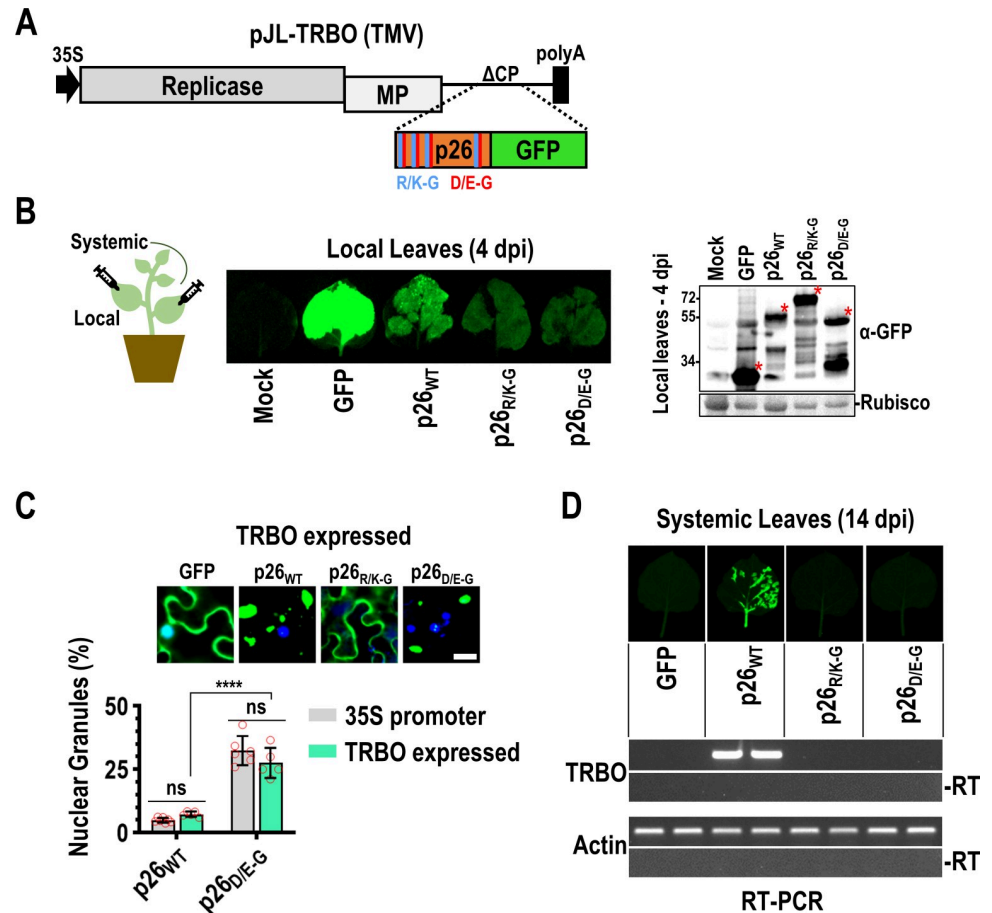 A
pJL-TRBO (TMV)
35S
polyA
Replicase
MP
ΔCP
p26
GFP
R/K-G
D/E-G
B
Systemic
Local
Local Leaves (4 dpi)
Mock
GFP
p26WT
p26R/K-G
p26D/E-G
Local leaves - 4 dpi
Mock
GFP
p26WT
p26R/K-G
p26D/E-G
72-
55-
34-
*
*
*
*
α-GFP
-Rubisco
C
TRBO expressed
GFP
p26WT
p26R/K-G
p26D/E-G
Nuclear Granules (%)
50
25
0
ns
****
ns
35S promoter
TRBO expressed
p26WT
p26D/E-G
D
Systemic Leaves (14 dpi)
GFP
p26WT
p26R/K-G
p26D/E-G
TRBO
-RT
Actin
-RT
RT-PCR